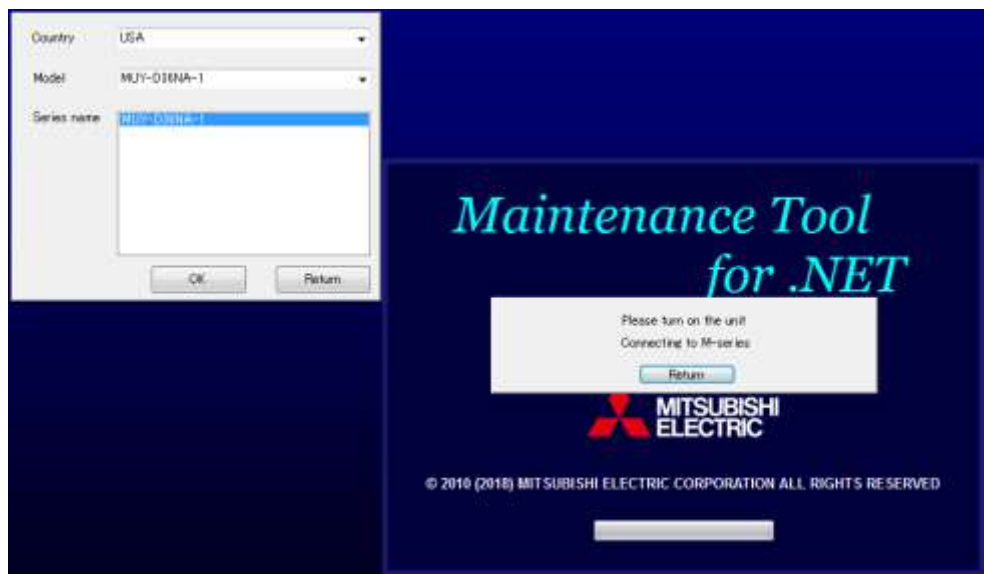 Country USA
Model MUY-D36NA-1
Series name MUY-D36NA-1
OK Return
Maintenance Tool
for .NET
Please turn on the unit
Connecting to M-series
Return
MITSUBISHI
ELECTRIC
© 2010 (2018) MITSUBISHI ELECTRIC CORPORATION ALL RIGHTS RESERVED